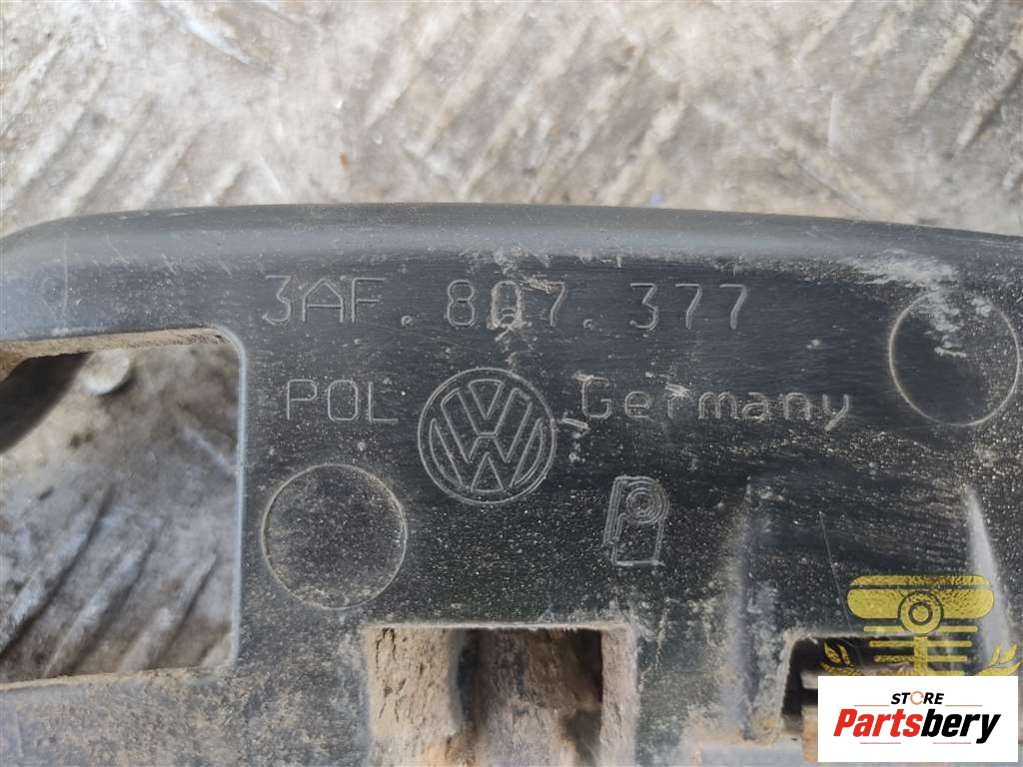 3AF.807.377
POL Germany
STORE
Partsbery